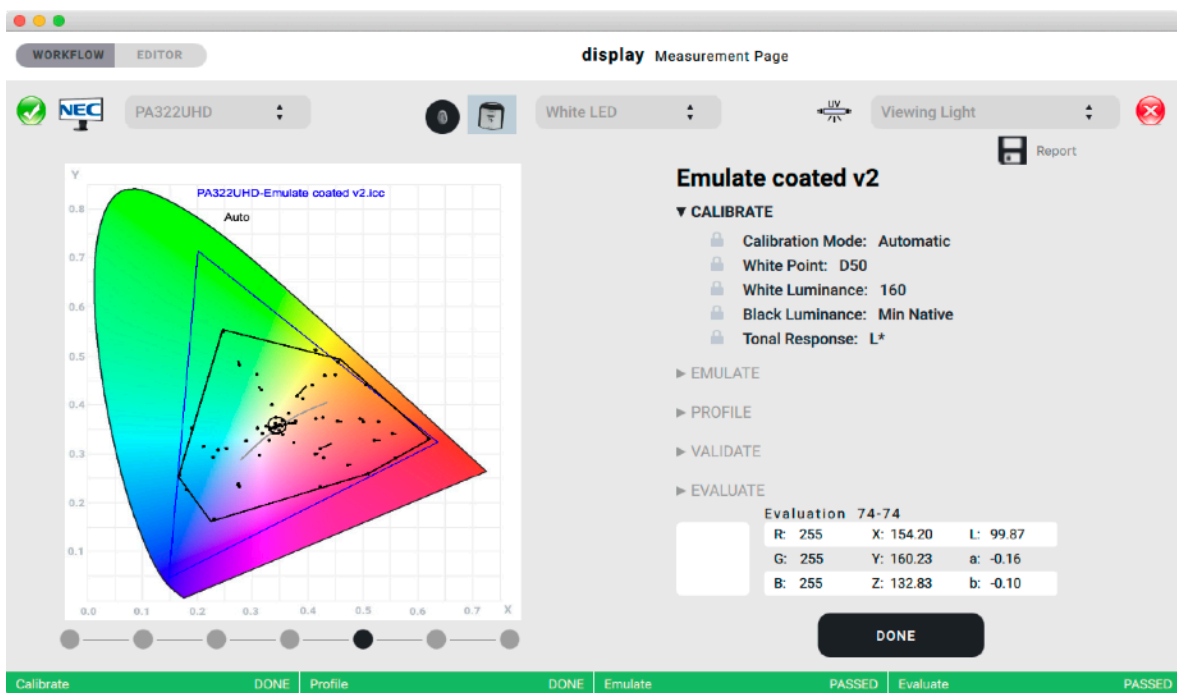 WORKFLOW EDITOR
display Measurement Page
NEC PA322UHD White LED UV Viewing Light
Report
Y
PA322UHD-Emulate coated v2.icc
Auto
0.8
0.7
0.6
0.5
0.4
0.3
0.2
0.1
0.0 0.1 0.2 0.3 0.4 0.5 0.6 0.7 X
Emulate coated v2
▼ CALIBRATE
Calibration Mode: Automatic
White Point: D50
White Luminance: 160
Black Luminance: Min Native
Tonal Response: L*
▶ EMULATE
▶ PROFILE
▶ VALIDATE
▶ EVALUATE
Evaluation 74-74
R: 255 X: 154.20 L: 99.87
G: 255 Y: 160.23 a: -0.16
B: 255 Z: 132.83 b: -0.10
DONE
Calibrate DONE Profile DONE Emulate PASSED Evaluate PASSED